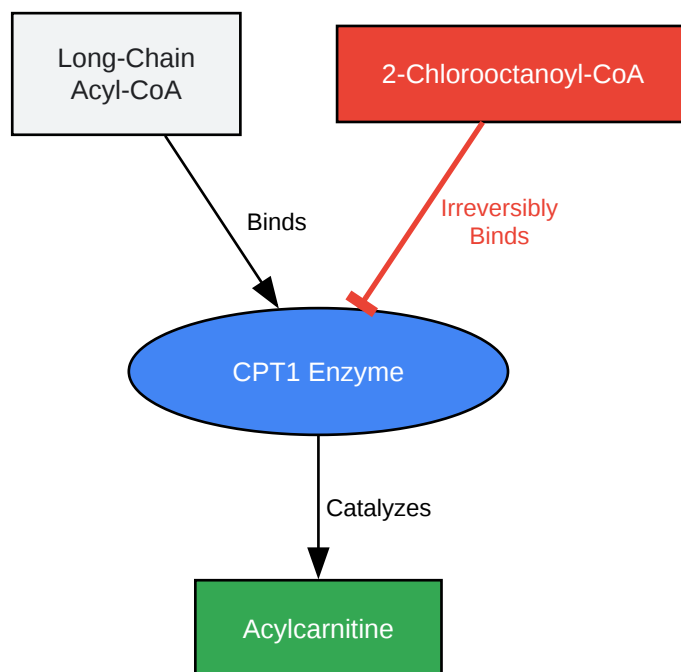 Long-Chain
Acyl-CoA
2-Chlorooctanoyl-CoA
Binds
Irreversibly
Binds
CPT1 Enzyme
Catalyzes
Acylcarnitine